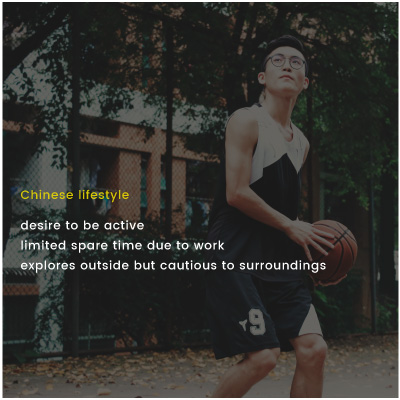 Chinese lifestyle
desire to be active
limited spare time due to work
explores outside but cautious to surroundings
9